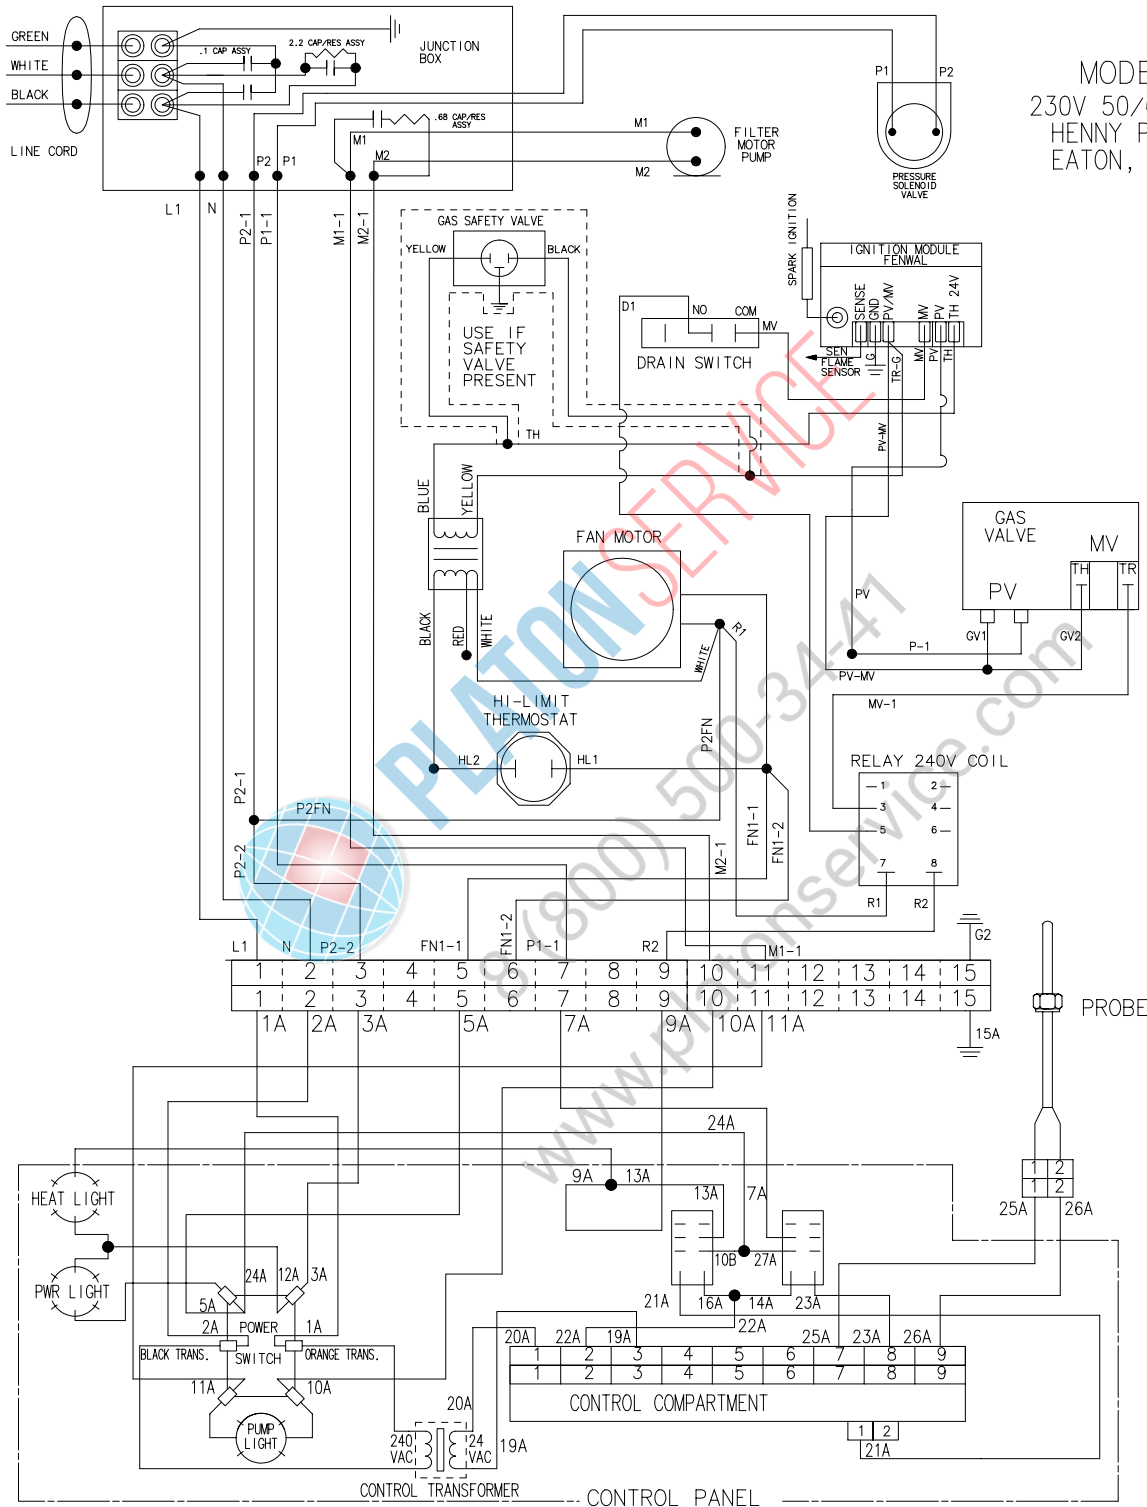 GREEN
WHITE
BLACK
LINE CORD
.1 CAP ASSY
2.2 CAP/RES ASSY
JUNCTION
BOX
.68 CAP/RES
ASSY
P2 P1
M1
M2
L1 N
P2-1
P1-1
M1-1
M2-1
M1
M2
FILTER
MOTOR
PUMP
P1 P2
PRESSURE
SOLENOID
VALVE
MODE
230V 50/
HENNY P
EATON,
GAS SAFETY VALVE
YELLOW
BLACK
USE IF
SAFETY
VALVE
PRESENT
TH
SPARK IGNITION
IGNITION MODULE
FENWAL
SENSE
GND
PV/MV
MV
PV
TH 24V
SEN
FLAME
SENSOR
G
TR-G
MV
PV
TH
PV-MV
D1
NO
COM
MV
DRAIN SWITCH
BLUE
YELLOW
BLACK
RED
WHITE
FAN MOTOR
R1
WHITE
P2FN
HI-LIMIT
THERMOSTAT
HL2
HL1
GAS
VALVE
MV
TH
TR
PV
GV1
GV2
PV
P-1
PV-MV
MV-1
RELAY 240V COIL
1 2
3 4
5 6
7 8
R1 R2
P2-1
P2FN
P2-2
M2-1
FN1-1
FN1-2
L1 N P2-2 FN1-1 FN1-2 P1-1 R2 M1-1 G2
1 2 3 4 5 6 7 8 9 10 11 12 13 14 15
1 2 3 4 5 6 7 8 9 10 11 12 13 14 15
1A 2A 3A 5A 7A 9A 10A 11A 15A
PROBE
1 2
1 2
25A 26A
24A
9A 13A
13A 7A
10B 27A
21A 16A 14A 23A
22A
HEAT LIGHT
PWR LIGHT
24A 12A 3A
5A
2A POWER 1A
BLACK TRANS. SWITCH ORANGE TRANS.
11A 10A
PUMP
LIGHT
20A 22A 19A 25A 23A 26A
1 2 3 4 5 6 7 8 9
1 2 3 4 5 6 7 8 9
CONTROL COMPARTMENT
1 2
21A
20A
240
VAC
24
VAC
19A
CONTROL TRANSFORMER
CONTROL PANEL
PLATONSERVICE
8 (800) 500-34-41
www.platonservice.com